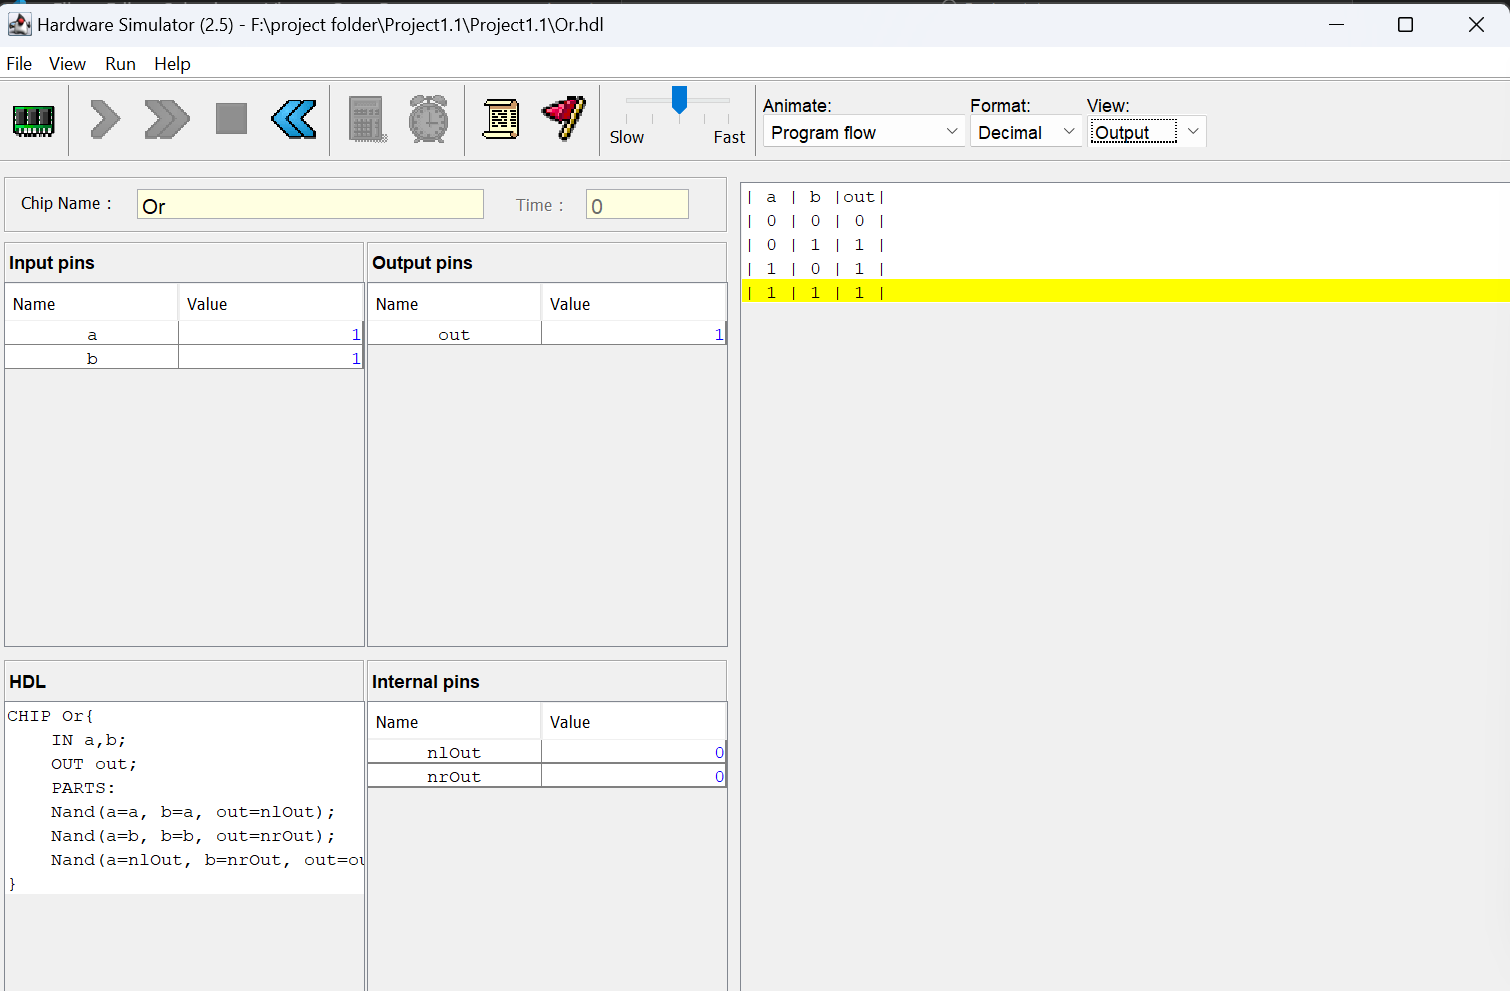 Hardware Simulator (2.5) - F:\project folder\Project1.1\Project1.1\Or.hdl
File View Run Help
Slow Fast
Animate: Format: View:
Program flow Decimal Output
Chip Name : Or Time : 0
Input pins
Name Value
a 1
b 1
Output pins
Name Value
out 1
HDL
CHIP Or{
IN a,b;
OUT out;
PARTS:
Nand(a=a, b=a, out=nlOut);
Nand(a=b, b=b, out=nrOut);
Nand(a=nlOut, b=nrOut, out=ou
}
Internal pins
Name Value
nlOut 0
nrOut 0
| a | b |out|
| 0 | 0 | 0 |
| 0 | 1 | 1 |
| 1 | 0 | 1 |
| 1 | 1 | 1 |